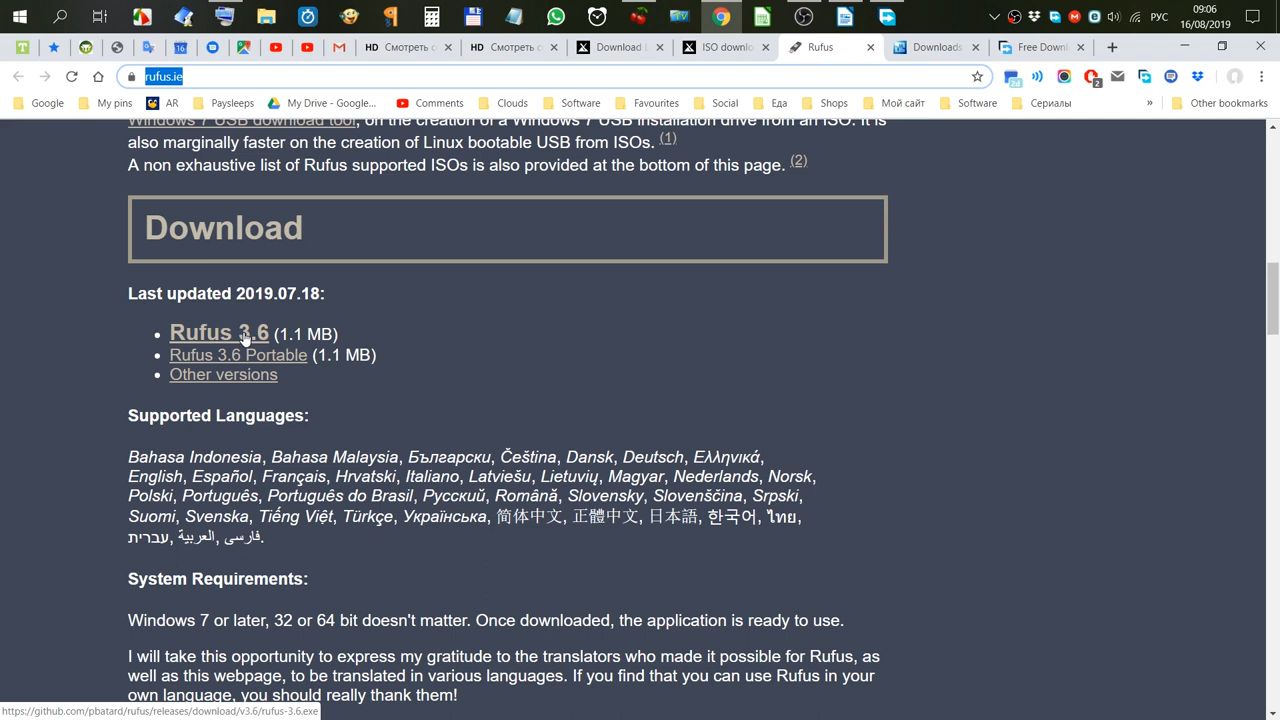 09:06
РУС
16/08/2019
HD Смотреть с
HD Смотреть с
Download L
ISO downlo
Rufus
Downloads
Free Downl
rufus.ie
Google
My pins
AR
Paysleeps
My Drive - Google...
Comments
Clouds
Software
Favourites
Social
Еда
Shops
Мой сайт
Software
Сериалы
»
Other bookmarks
Windows 7 USB download tool, on the creation of a Windows 7 USB installation drive from an ISO. It is
also marginally faster on the creation of Linux bootable USB from ISOs. (1)
A non exhaustive list of Rufus supported ISOs is also provided at the bottom of this page. (2)
Download
Last updated 2019.07.18:
• Rufus 3.6 (1.1 MB)
• Rufus 3.6 Portable (1.1 MB)
• Other versions
Supported Languages:
Bahasa Indonesia, Bahasa Malaysia, Български, Čeština, Dansk, Deutsch, Ελληνικά,
English, Español, Français, Hrvatski, Italiano, Latviešu, Lietuvių, Magyar, Nederlands, Norsk,
Polski, Português, Português do Brasil, Русский, Română, Slovensky, Slovenščina, Srpski,
Suomi, Svenska, Tiếng Việt, Türkçe, Українська, 简体中文, 正體中文, 日本語, 한국어, ไทย,
עברית, العربية, فارسی.
System Requirements:
Windows 7 or later, 32 or 64 bit doesn't matter. Once downloaded, the application is ready to use.
I will take this opportunity to express my gratitude to the translators who made it possible for Rufus, as
well as this webpage, to be translated in various languages. If you find that you can use Rufus in your
own language, you should really thank them!
https://github.com/pbatard/rufus/releases/download/v3.6/rufus-3.6.exe